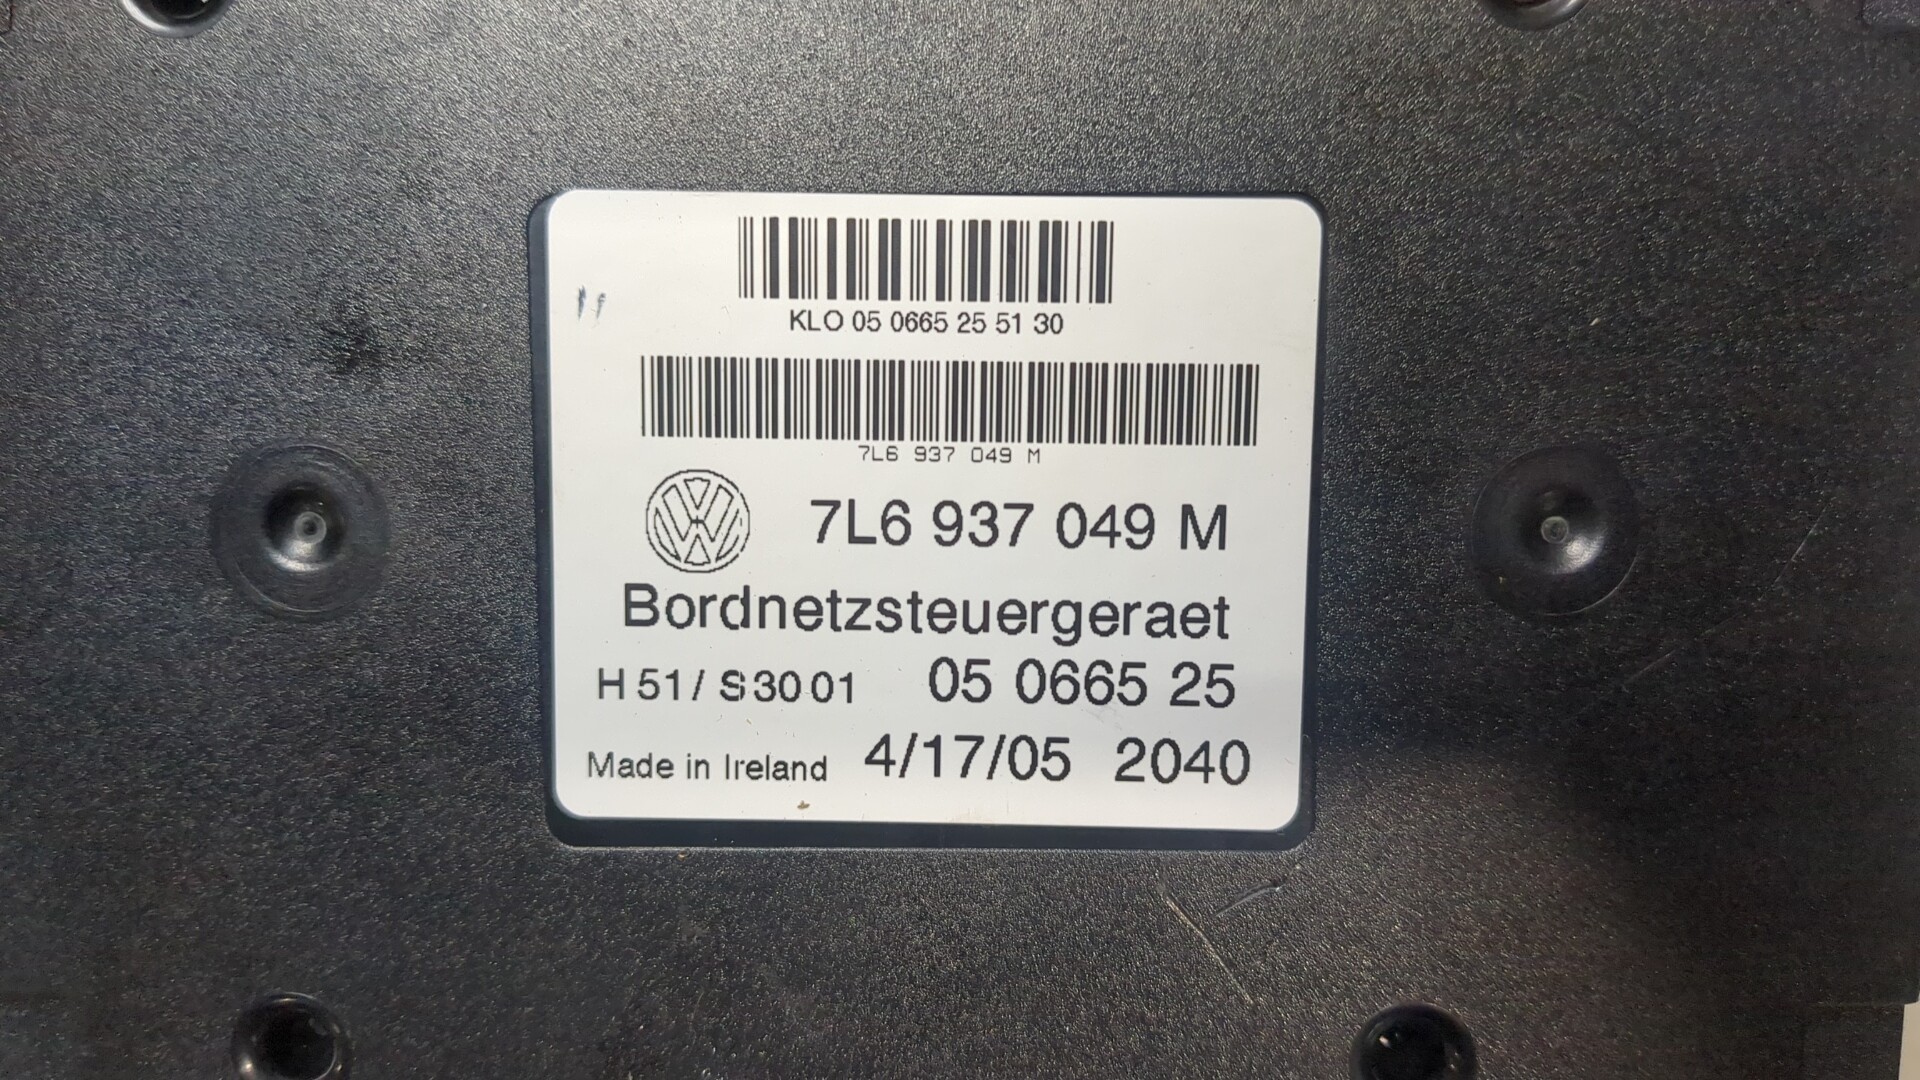 KLO 05 0665 25 51 30
7L6 937 049 M
7L6 937 049 M
Bordnetzsteuergeraet
H 51 / S 30 01 05 0665 25
Made in Ireland 4/17/05 2040